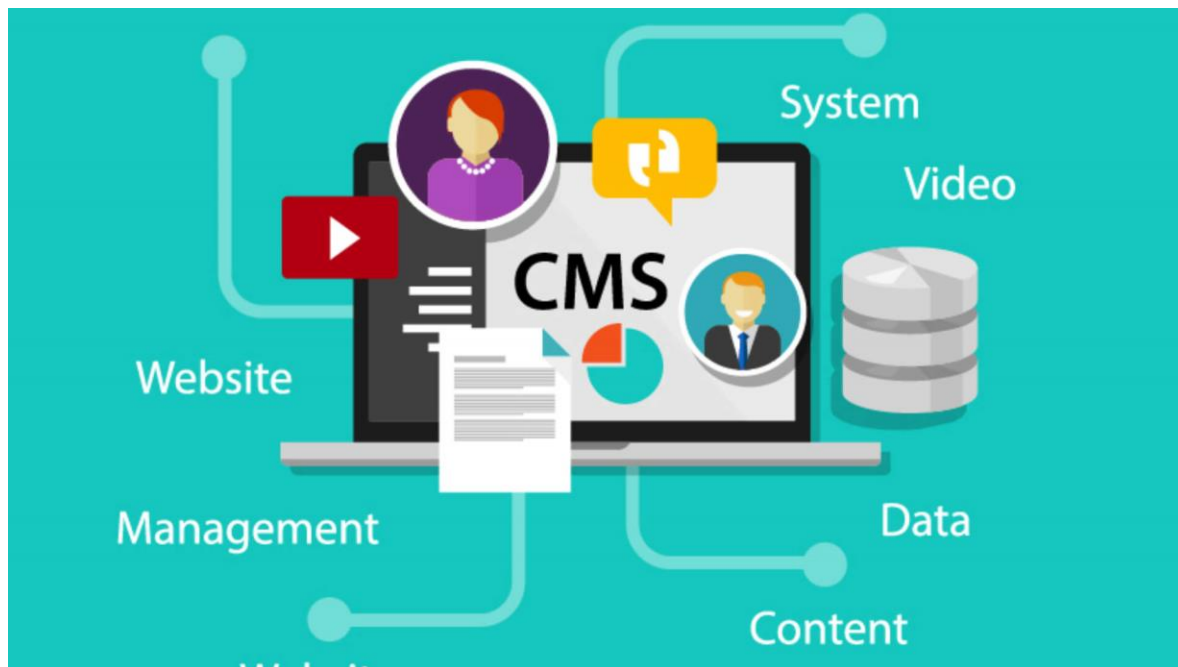 System
Video
CMS
Website
Management
Data
Content